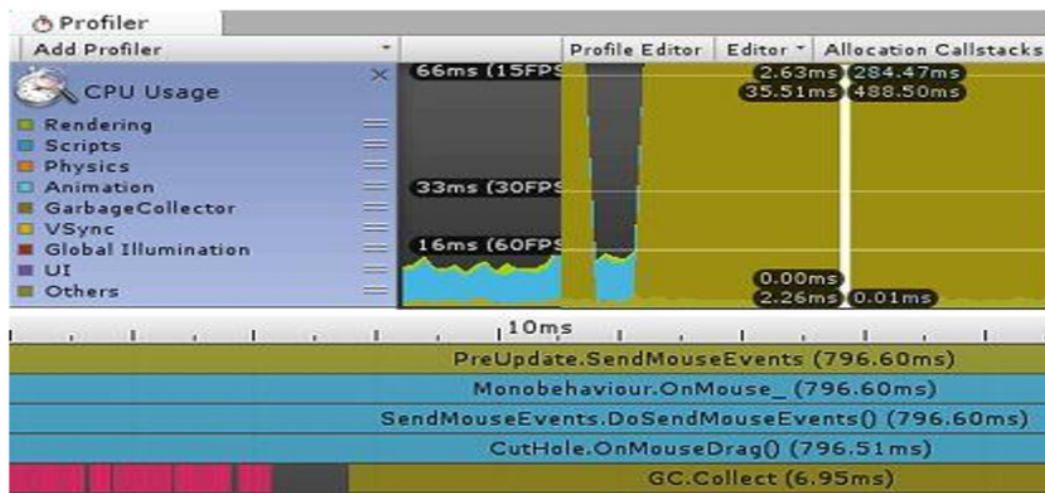 Profiler
Add Profiler Profile Editor Editor Allocation Callstacks
CPU Usage
Rendering
Scripts
Physics
Animation
GarbageCollector
VSync
Global Illumination
UI
Others
66ms (15FPS
33ms (30FPS
16ms (60FPS
2.63ms 284.47ms
35.51ms 488.50ms
0.00ms
2.26ms 0.01ms
10ms
PreUpdate.SendMouseEvents (796.60ms)
Monobehaviour.OnMouse_ (796.60ms)
SendMouseEvents.DoSendMouseEvents() (796.60ms)
CutHole.OnMouseDrag() (796.51ms)
GC.Collect (6.95ms)